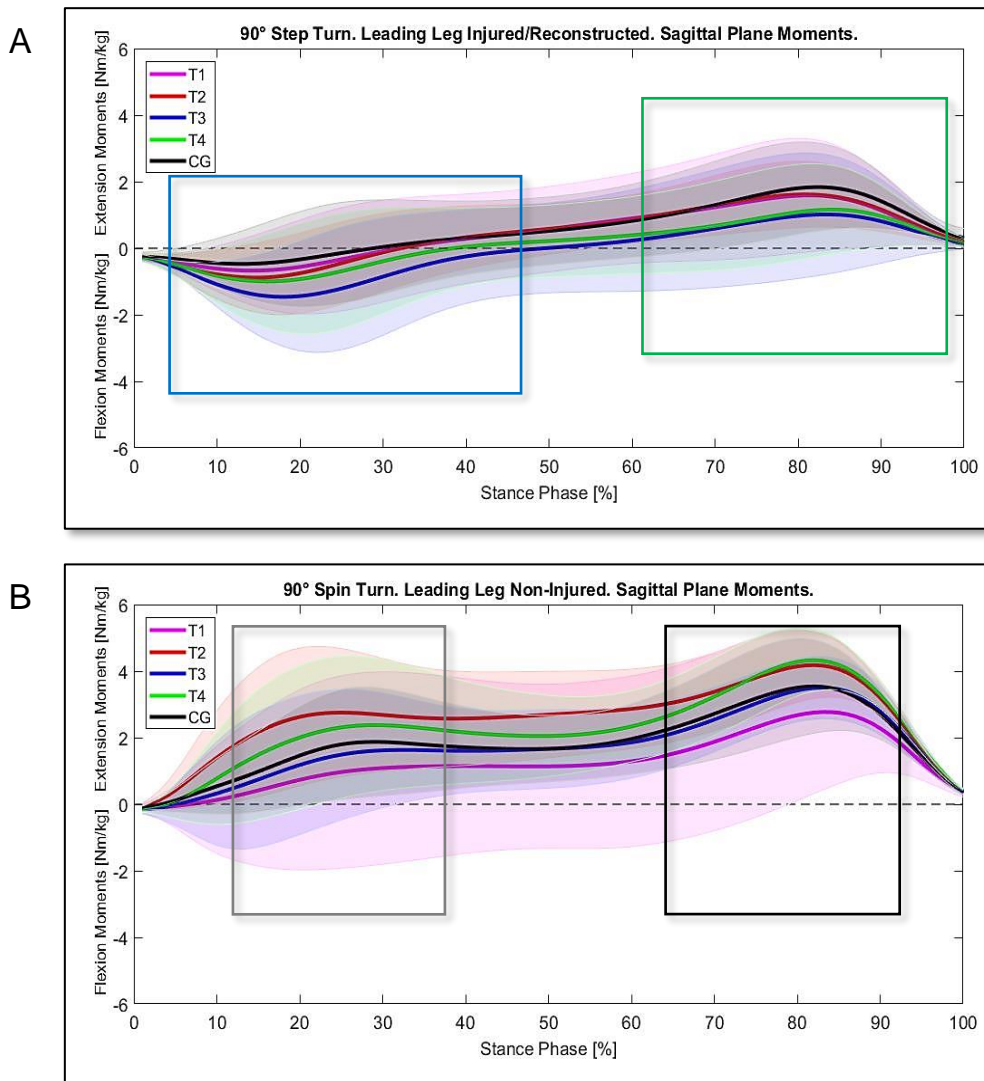 A
90° Step Turn. Leading Leg Injured/Reconstructed. Sagittal Plane Moments.
Extension Moments [Nm/kg]
Flexion Moments [Nm/kg]
6
4
2
0
-2
-4
-6
T1
T2
T3
T4
CG
0 10 20 30 40 50 60 70 80 90 100
Stance Phase [%]
B
90° Spin Turn. Leading Leg Non-Injured. Sagittal Plane Moments.
Extension Moments [Nm/kg]
Flexion Moments [Nm/kg]
6
4
2
0
-2
-4
-6
T1
T2
T3
T4
CG
0 10 20 30 40 50 60 70 80 90 100
Stance Phase [%]